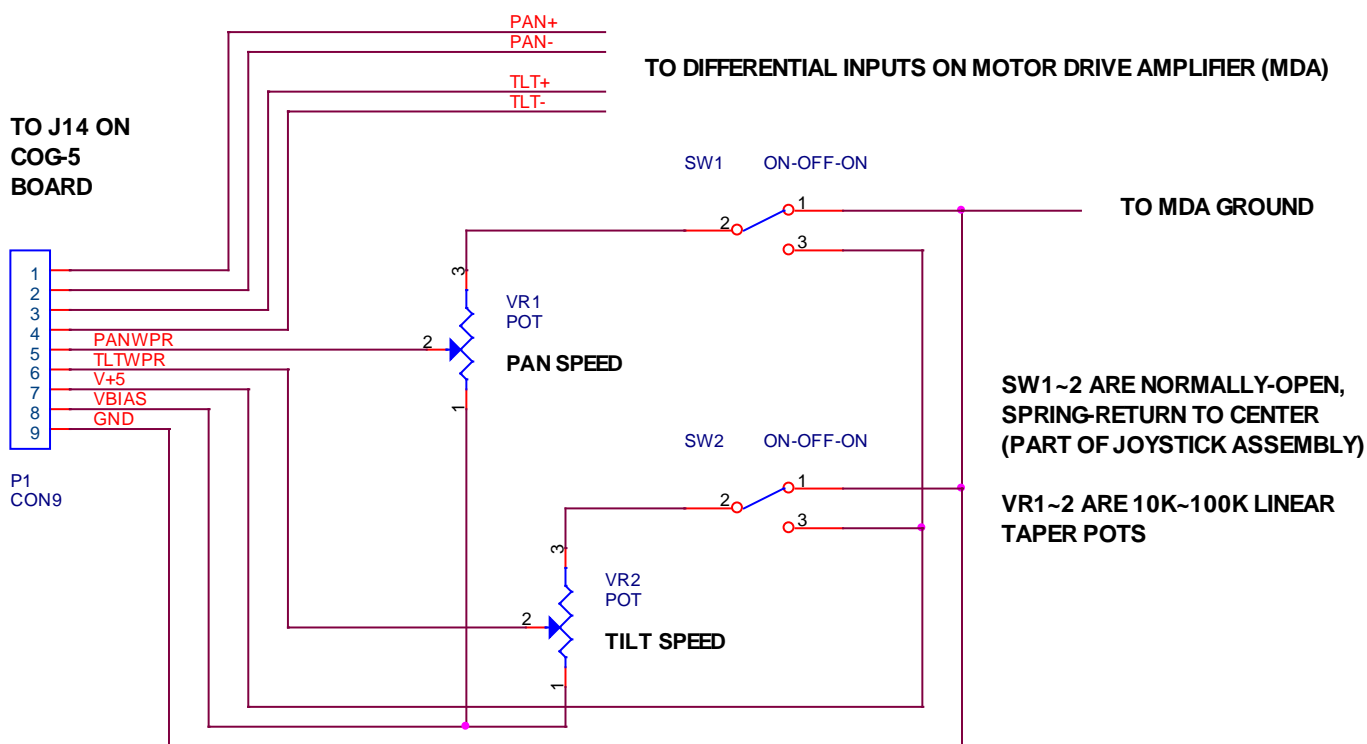 PAN+
PAN-
TO DIFFERENTIAL INPUTS ON MOTOR DRIVE AMPLIFIER (MDA)
TLT+
TLT-
TO J14 ON
COG-5
BOARD
SW1 ON-OFF-ON
2
1
3
TO MDA GROUND
1
2
3
4
5
6
7
8
9
PANWPR
TLTWPR
V+5
VBIAS
GND
P1
CON9
3
2
1
VR1
POT
PAN SPEED
SW2 ON-OFF-ON
2
1
3
SW1~2 ARE NORMALLY-OPEN,
SPRING-RETURN TO CENTER
(PART OF JOYSTICK ASSEMBLY)
VR1~2 ARE 10K~100K LINEAR
TAPER POTS
3
2
1
VR2
POT
TILT SPEED